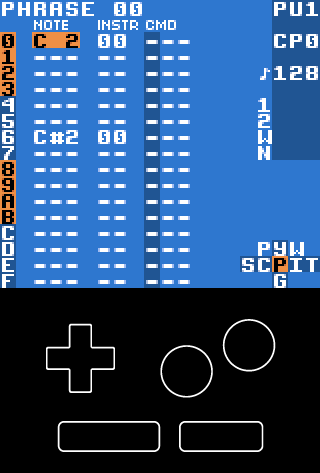 PHRASE 00 PU1
NOTE INSTR CMD
0 C 2 00 --- CP0
1 --- -- ---
2 --- -- --- ♪128
3 --- -- ---
4 --- -- --- 1
5 --- -- --- 2
6 C#2 00 --- W
7 --- -- --- N
8 --- -- ---
9 --- -- ---
A --- -- ---
B --- -- ---
C --- -- ---
D --- -- --- PYW
E --- -- --- SCPIT
F --- -- --- G